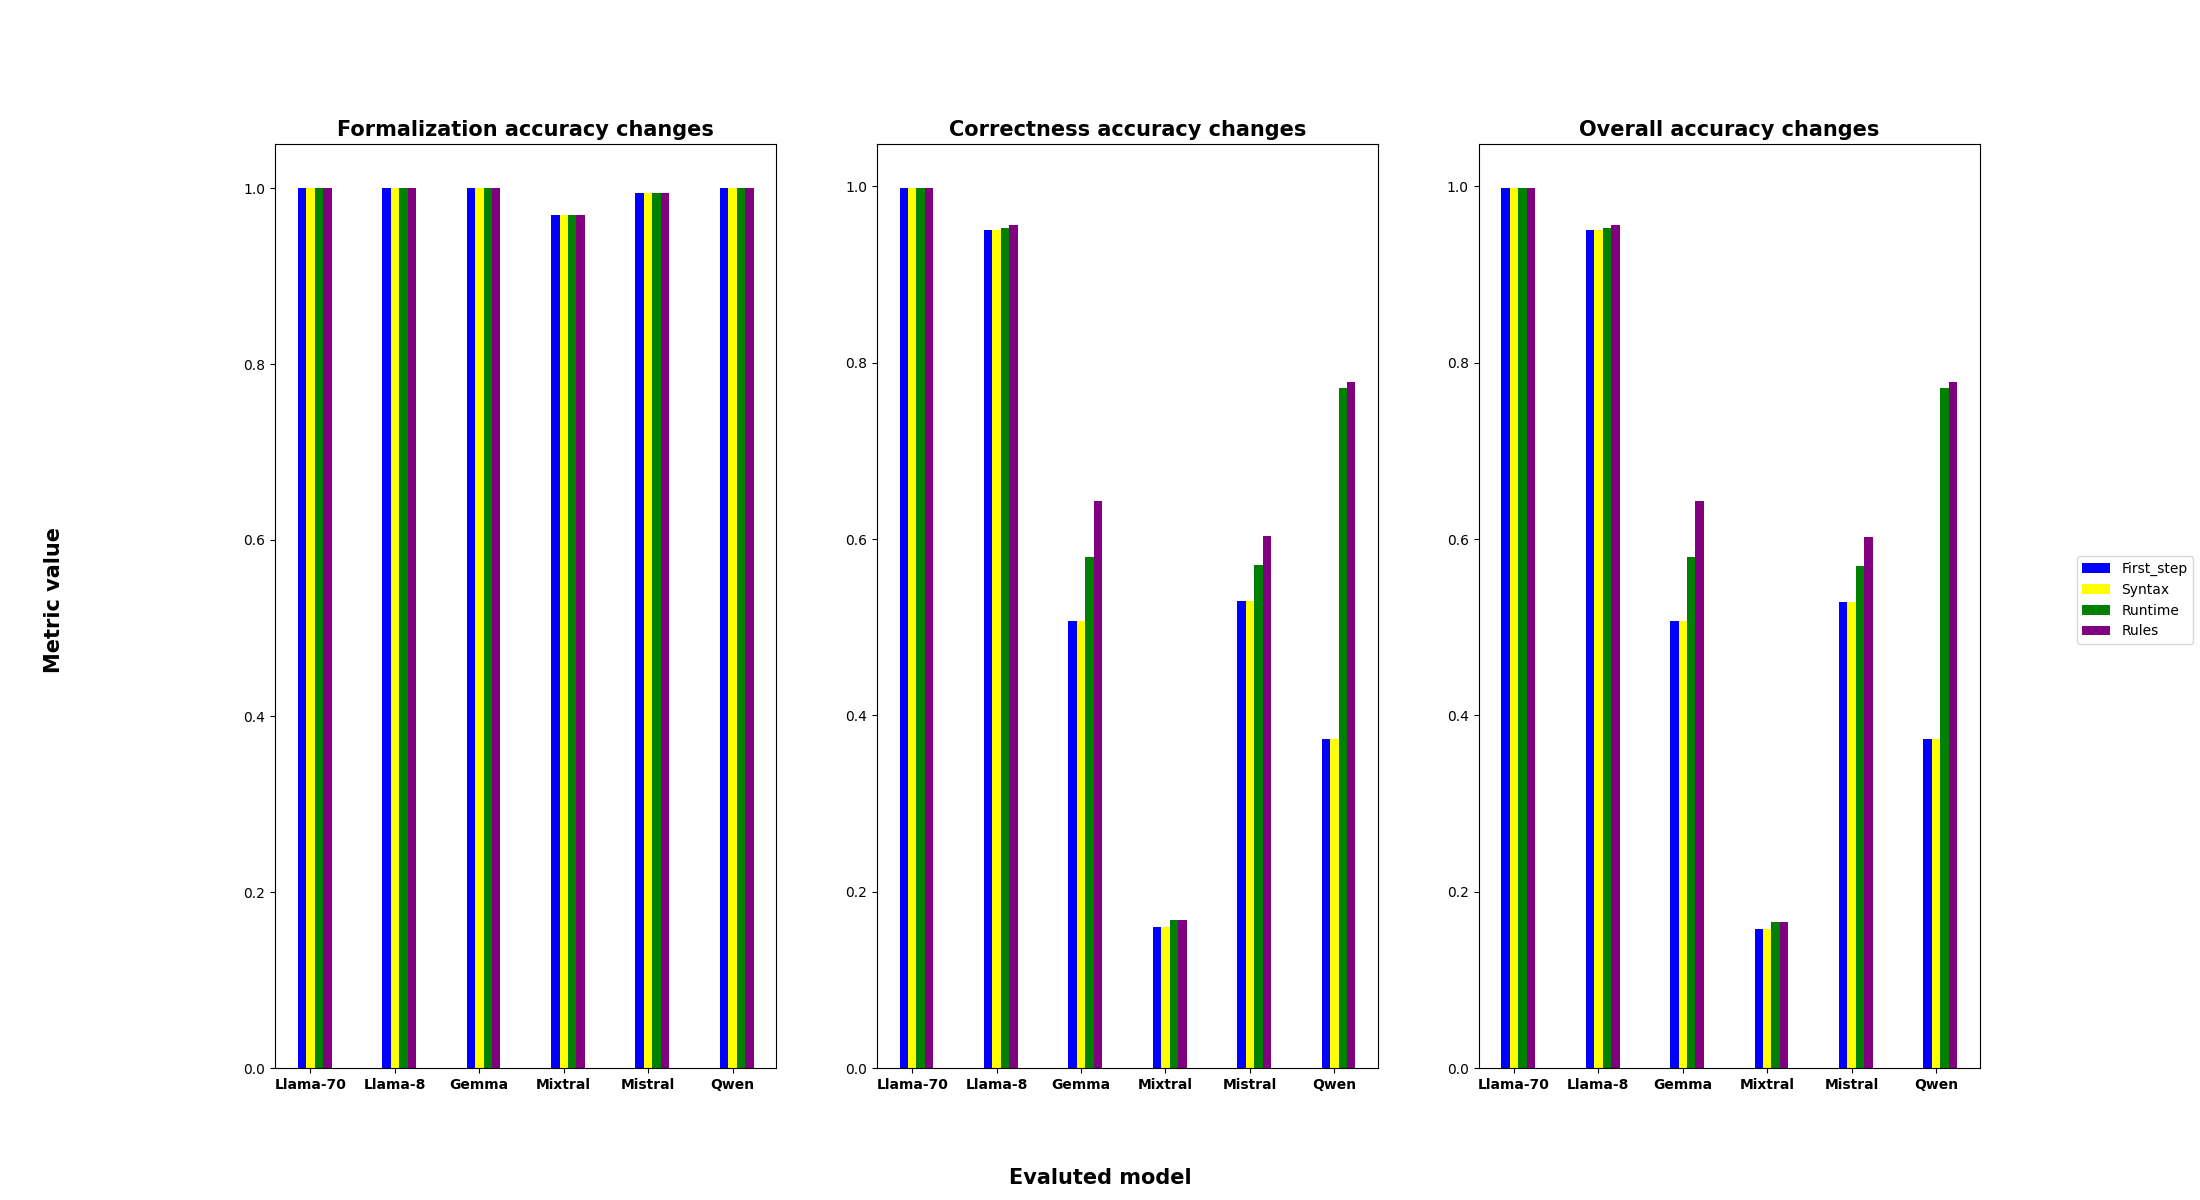 Formalization accuracy changes
Correctness accuracy changes
Overall accuracy changes
Metric value
1.0
0.8
0.6
0.4
0.2
0.0
Llama-70 Llama-8 Gemma Mixtral Mistral Qwen
1.0
0.8
0.6
0.4
0.2
0.0
Llama-70 Llama-8 Gemma Mixtral Mistral Qwen
1.0
0.8
0.6
0.4
0.2
0.0
Llama-70 Llama-8 Gemma Mixtral Mistral Qwen
First_step
Syntax
Runtime
Rules
Evaluted model